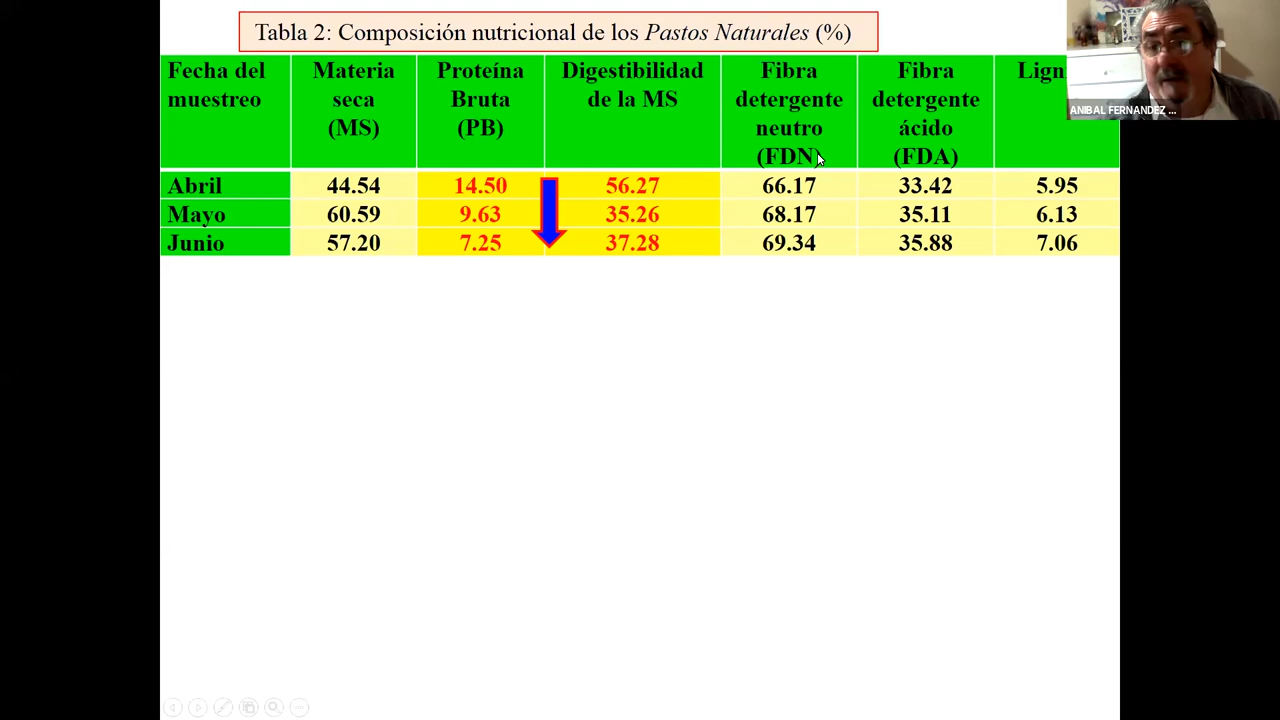 Tabla 2: Composición nutricional de los Pastos Naturales (%)
Fecha del muestreo
Materia seca (MS)
Proteína Bruta (PB)
Digestibilidad de la MS
Fibra detergente neutro (FDN)
Fibra detergente ácido (FDA)
Abril 44.54 14.50 56.27 66.17 33.42 5.95
Mayo 60.59 9.63 35.26 68.17 35.11 6.13
Junio 57.20 7.25 37.28 69.34 35.88 7.06
ANIBAL FERNANDEZ ...